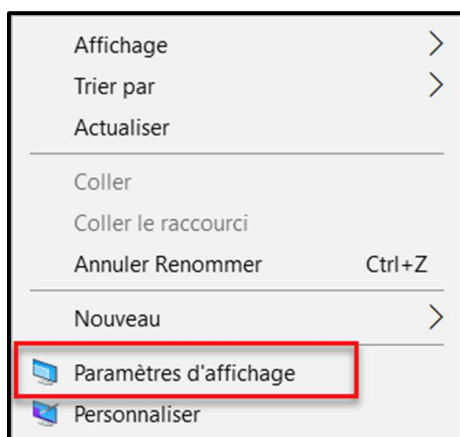 Affichage
Trier par
Actualiser
Coller
Coller le raccourci
Annuler Renommer Ctrl+Z
Nouveau
Paramètres d'affichage
Personnaliser